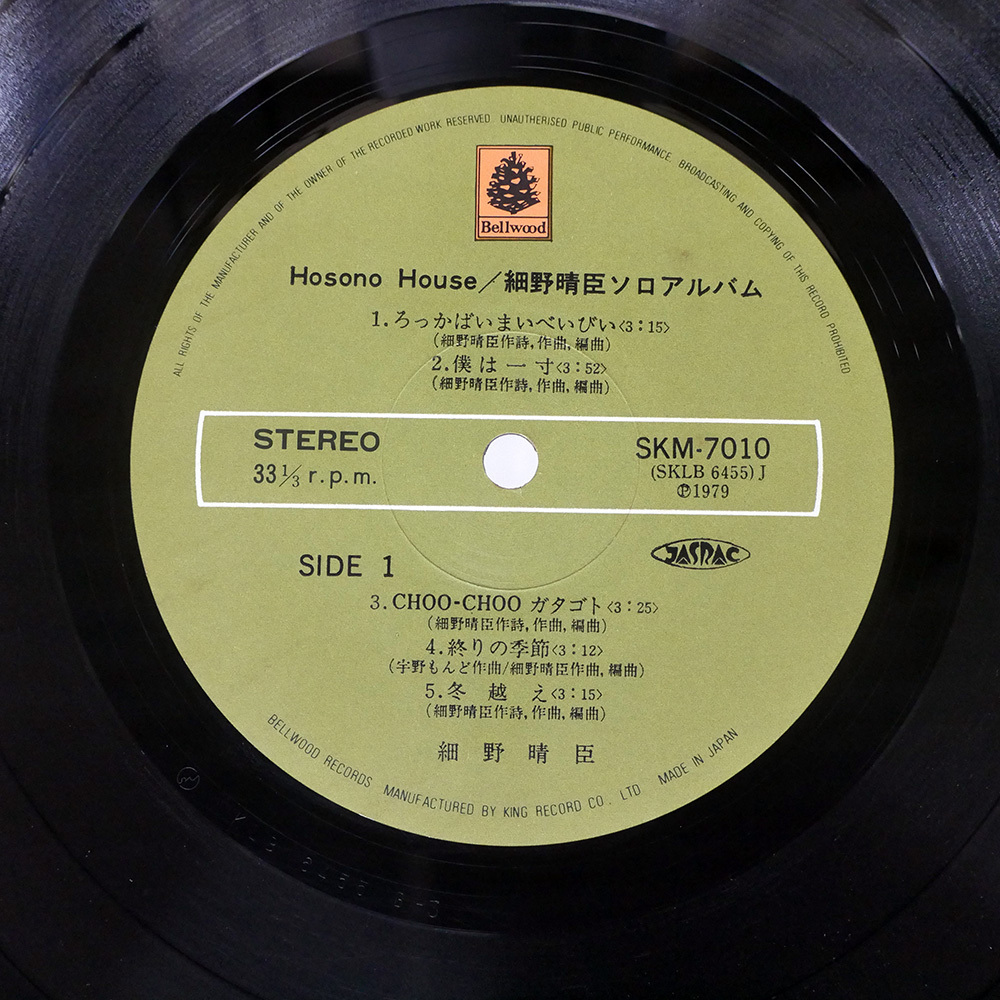 ALL RIGHTS OF THE MANUFACTURER AND OF THE OWNER OF THE RECORDED WORK RESERVED. UNAUTHORISED PUBLIC PERFORMANCE, BROADCASTING AND COPYING OF THIS RECORD PROHIBITED
Bellwood
Hosono House/細野晴臣ソロアルバム
1.ろっかばいまいべいびい<3:15>
(細野晴臣作詩,作曲,編曲)
2.僕は一寸<3:52>
(細野晴臣作詩,作曲,編曲)
STEREO
33⅓ r.p.m.
SKM-7010
(SKLB 6455) J
℗1979
SIDE 1
JASRAC
3.CHOO-CHOO ガタゴト<3:25>
(細野晴臣作詩,作曲,編曲)
4.終りの季節<3:12>
(宇野もんど作曲/細野晴臣作曲,編曲)
5.冬越え<3:15>
(細野晴臣作詩,作曲,編曲)
細野晴臣
BELLWOOD RECORDS MANUFACTURED BY KING RECORD CO., LTD MADE IN JAPAN